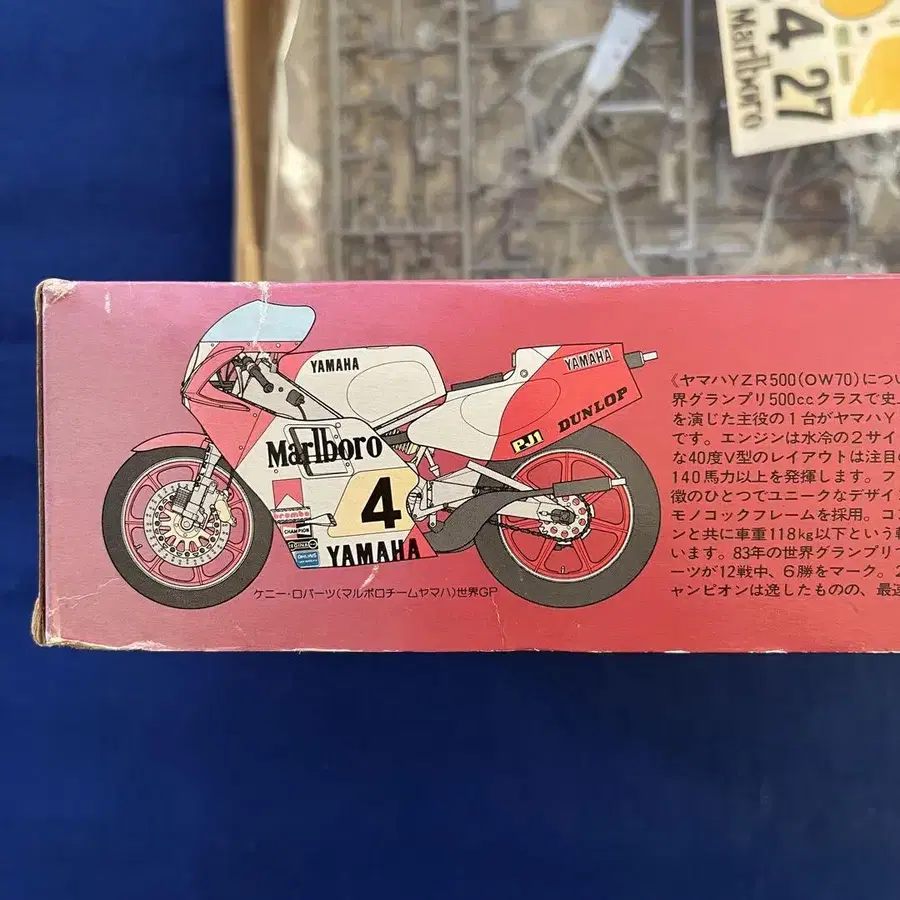 4 27
Marlboro
YAMAHA
YAMAHA
Marlboro
PJ1
DUNLOP
4
brembo
CHAMPION
YAMAHA
ケニー・ロバーツ(マルボロチームヤマハ)世界GP
《ヤマハYZR500(OW70)につい
界グランプリ500ccクラスで史上
を演じた主役の1台がヤマハY
です。エンジンは水冷の2サイ
な40度V型のレイアウトは注目の
140馬力以上を発揮します。フ
徴のひとつでユニークなデザイ
モノコックフレームを採用。コ
ンと共に車重118kg以下という軽
います。83年の世界グランプリで
ーツが12戦中、6勝をマーク。2
ャンピオンは逸したものの、最